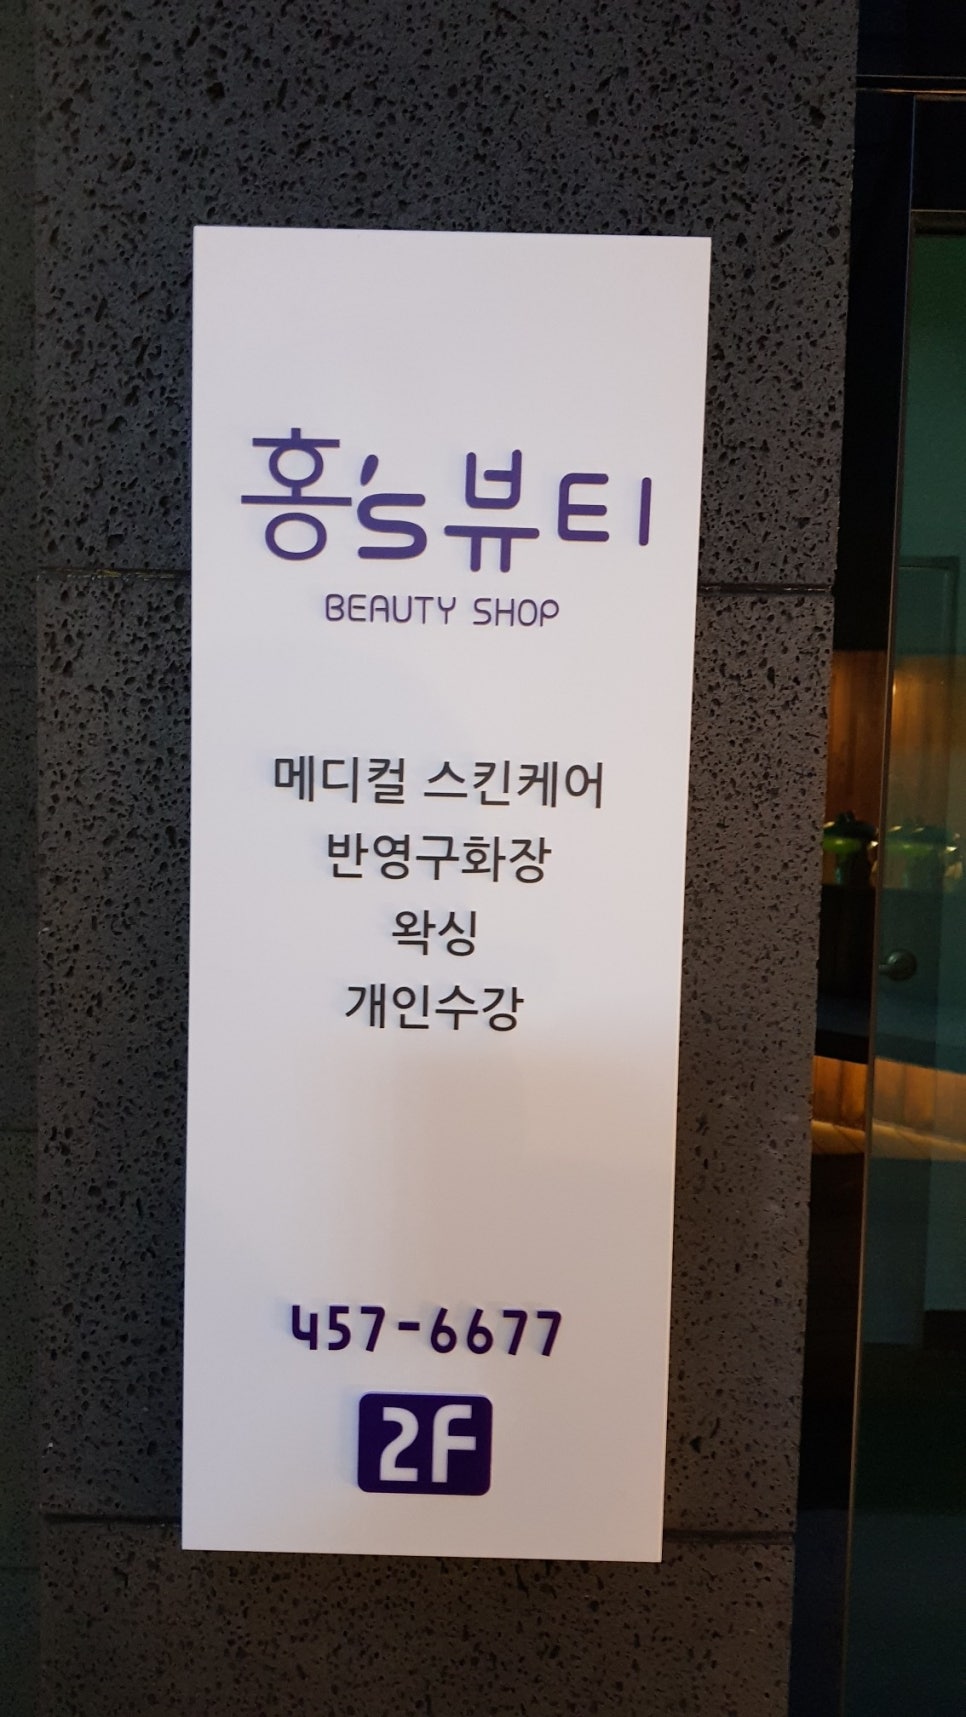 홍's뷰티
BEAUTY SHOP
메디컬 스킨케어
반영구화장
왁싱
개인수강
457-6677
2F